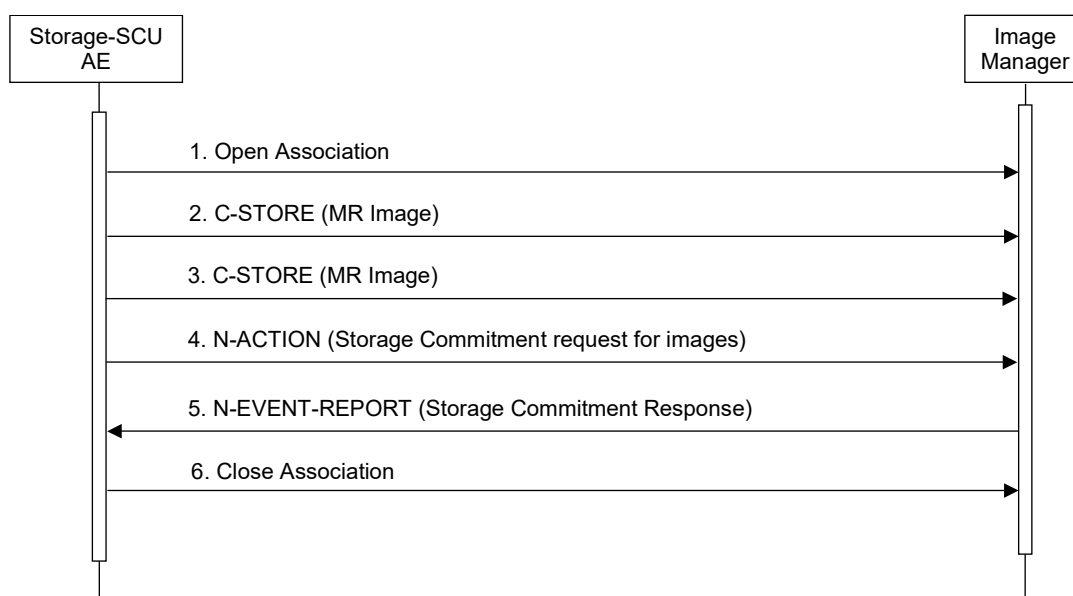 Storage-SCU
AE
Image
Manager
1. Open Association
2. C-STORE (MR Image)
3. C-STORE (MR Image)
4. N-ACTION (Storage Commitment request for images)
5. N-EVENT-REPORT (Storage Commitment Response)
6. Close Association